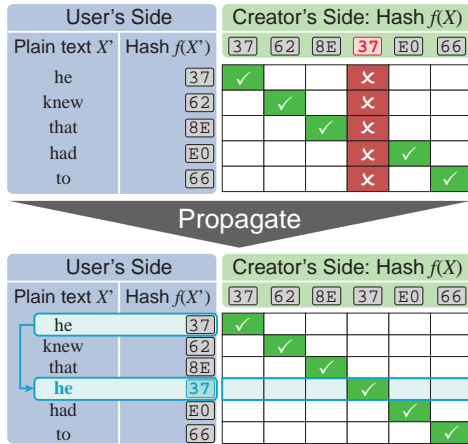 User's Side Creator's Side: Hash f(X)
Plain text X' Hash f(X') 37 62 8E 37 E0 66
he 37 ✓ ✗
knew 62 ✓ ✗
that 8E ✓ ✗
had E0 ✗ ✓
to 66 ✗ ✓
Propagate
User's Side Creator's Side: Hash f(X)
Plain text X' Hash f(X') 37 62 8E 37 E0 66
he 37 ✓
knew 62 ✓
that 8E ✓
he 37 ✓
had E0 ✓
to 66 ✓